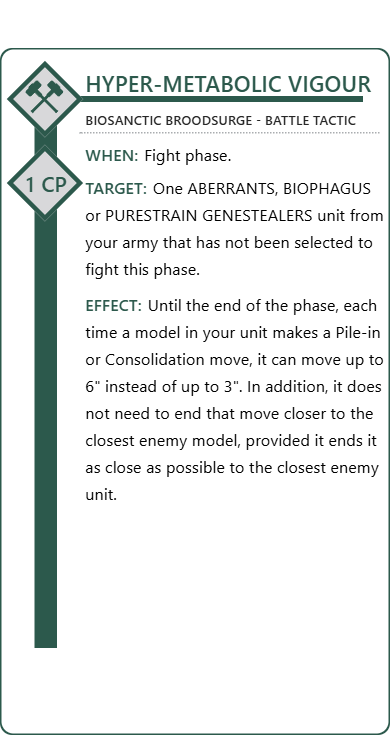 HYPER-METABOLIC VIGOUR
BIOSANCTIC BROODSURGE - BATTLE TACTIC
WHEN: Fight phase.
1 CP
TARGET: One ABERRANTS, BIOPHAGUS
or PURESTRAIN GENESTEALERS unit from
your army that has not been selected to
fight this phase.
EFFECT: Until the end of the phase, each
time a model in your unit makes a Pile-in
or Consolidation move, it can move up to
6" instead of up to 3". In addition, it does
not need to end that move closer to the
closest enemy model, provided it ends it
as close as possible to the closest enemy
unit.